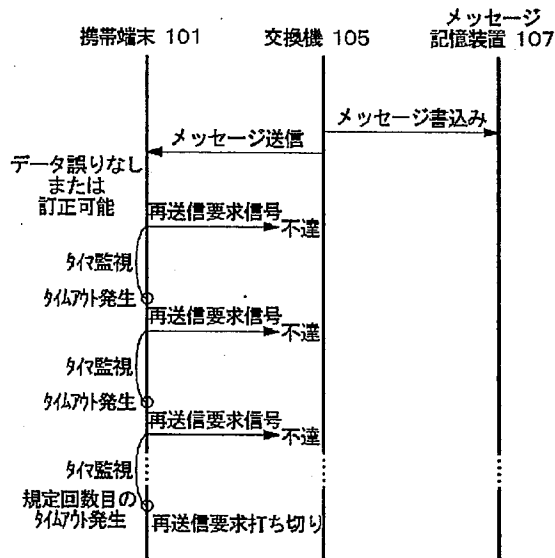 携帯端末 101
交換機 105
メッセージ
記憶装置 107
メッセージ書込み
メッセージ送信
データ誤りなし
または
訂正可能
再送信要求信号
不達
タイマ監視
タイムアウト発生
再送信要求信号
不達
タイマ監視
タイムアウト発生
再送信要求信号
不達
タイマ監視
規定回数目の
タイムアウト発生
再送信要求打ち切り